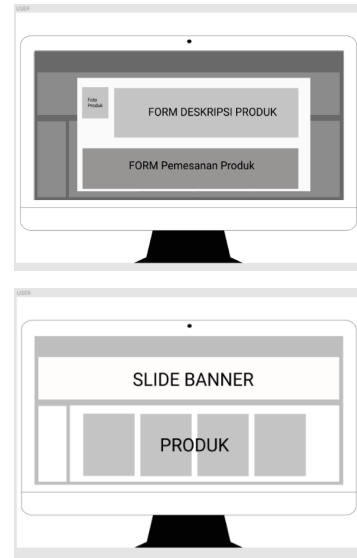 USER
Foto
Produk
FORM DESKRIPSI PRODUK
FORM Pemesanan Produk
USER
SLIDE BANNER
PRODUK